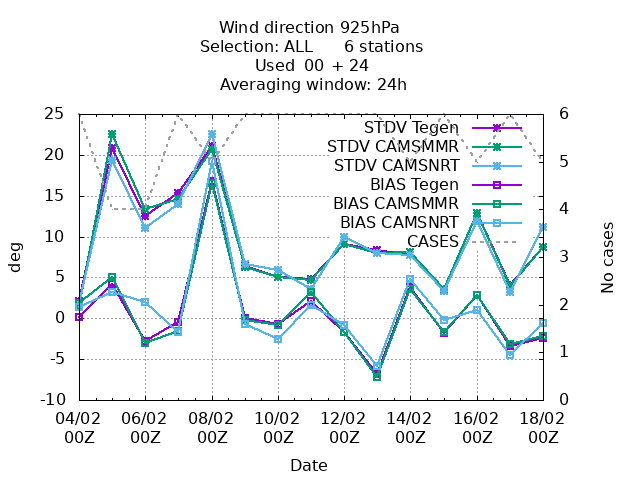 Wind direction 925hPa
Selection: ALL      6 stations
Used  00 + 24
Averaging window: 24h
25
20
15
10
5
0
-5
-10
deg
6
5
4
3
2
1
0
No cases
STDV Tegen
STDV CAMSMMR
STDV CAMSNRT
BIAS Tegen
BIAS CAMSMMR
BIAS CAMSNRT
CASES
04/02 06/02 08/02 10/02 12/02 14/02 16/02 18/02
00Z 00Z 00Z 00Z 00Z 00Z 00Z 00Z
Date